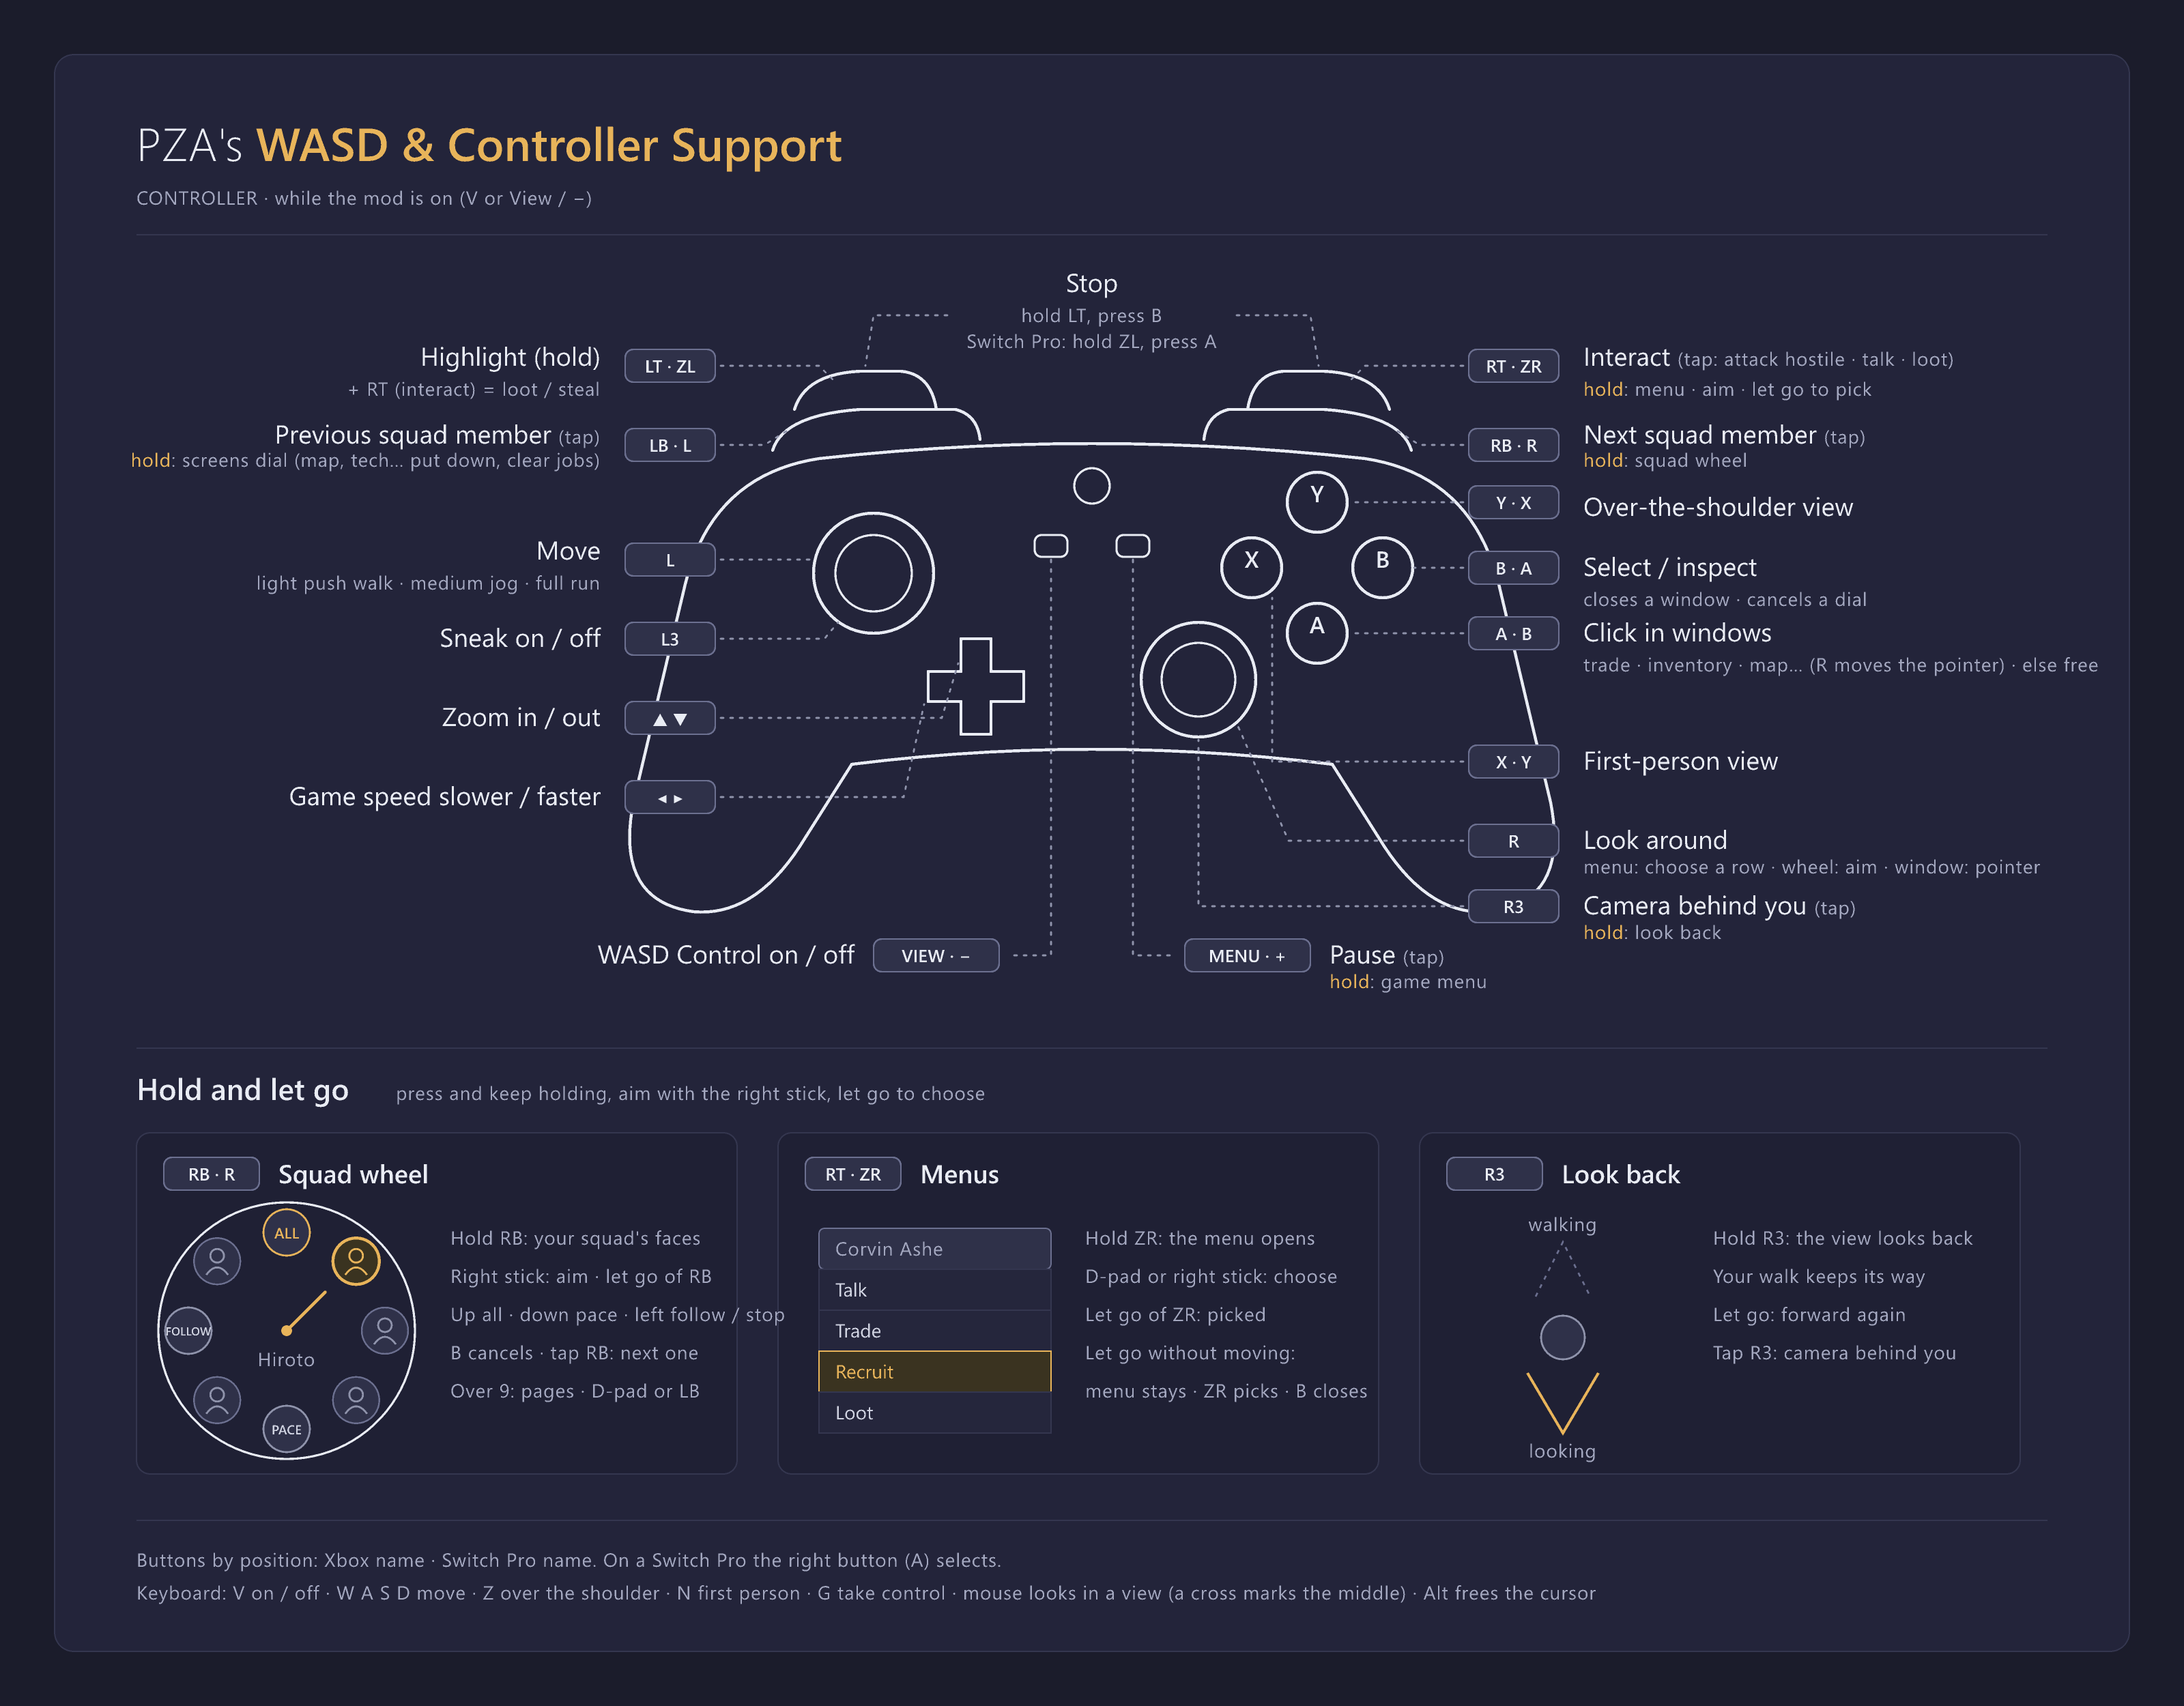 PZA's WASD & Controller Support
CONTROLLER · while the mod is on (V or View / −)
Stop
hold LT, press B
Switch Pro: hold ZL, press A
Highlight (hold)
+ RT (interact) = loot / steal
LT · ZL
Previous squad member (tap)
hold: screens dial (map, tech... put down, clear jobs)
LB · L
Move
light push walk · medium jog · full run
L
Sneak on / off
L3
Zoom in / out
▲ ▼
Game speed slower / faster
◂ ▸
RT · ZR
Interact (tap: attack hostile · talk · loot)
hold: menu · aim · let go to pick
RB · R
Next squad member (tap)
hold: squad wheel
Y
Y · X
Over-the-shoulder view
X
B
B · A
Select / inspect
closes a window · cancels a dial
A
A · B
Click in windows
trade · inventory · map... (R moves the pointer) · else free
X · Y
First-person view
R
Look around
menu: choose a row · wheel: aim · window: pointer
R3
Camera behind you (tap)
hold: look back
WASD Control on / off
VIEW · −
MENU · +
Pause (tap)
hold: game menu
Hold and let go
press and keep holding, aim with the right stick, let go to choose
RB · R
Squad wheel
ALL
FOLLOW
Hiroto
PACE
Hold RB: your squad's faces
Right stick: aim · let go of RB
Up all · down pace · left follow / stop
B cancels · tap RB: next one
Over 9: pages · D-pad or LB
RT · ZR
Menus
Corvin Ashe
Talk
Trade
Recruit
Loot
Hold ZR: the menu opens
D-pad or right stick: choose
Let go of ZR: picked
Let go without moving:
menu stays · ZR picks · B closes
R3
Look back
walking
looking
Hold R3: the view looks back
Your walk keeps its way
Let go: forward again
Tap R3: camera behind you
Buttons by position: Xbox name · Switch Pro name. On a Switch Pro the right button (A) selects.
Keyboard: V on / off · W A S D move · Z over the shoulder · N first person · G take control · mouse looks in a view (a cross marks the middle) · Alt frees the cursor